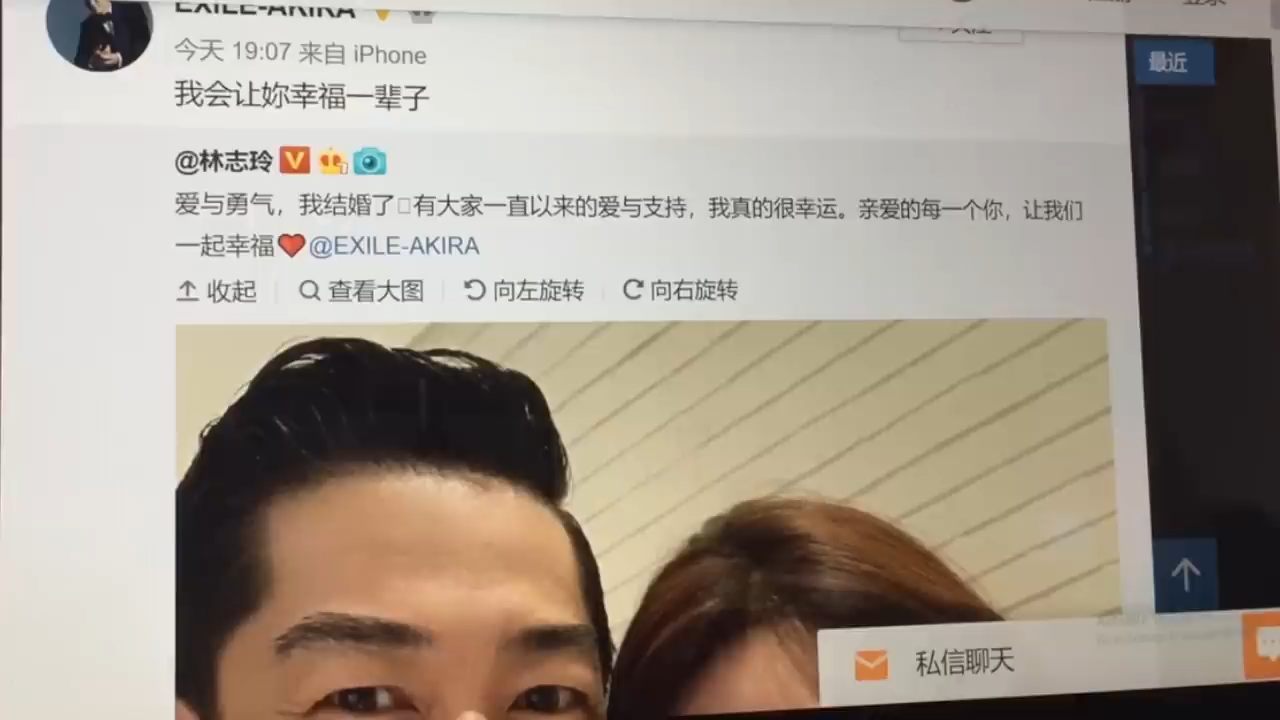 EXILE-AKIRA
今天 19:07 来自 iPhone
我会让妳幸福一辈子
@林志玲
爱与勇气，我结婚了□有大家一直以来的爱与支持，我真的很幸运。亲爱的每一个你，让我们
一起幸福❤@EXILE-AKIRA
收起 查看大图 向左旋转 向右旋转
最近
私信聊天